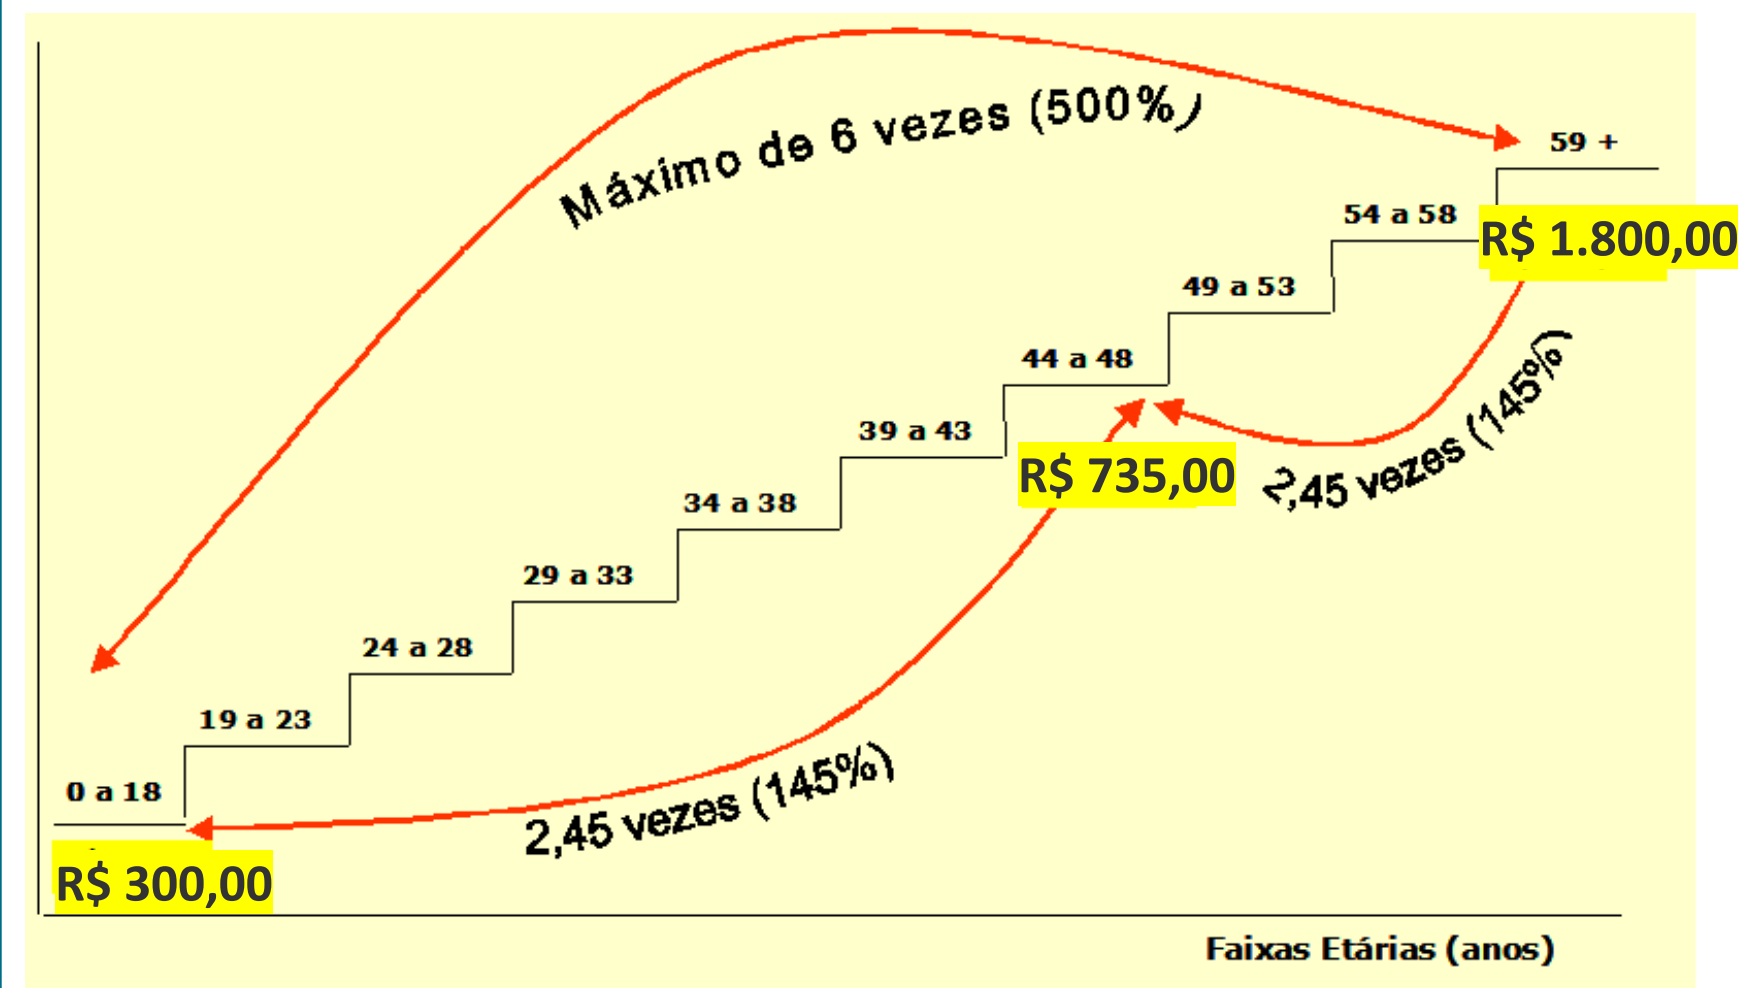 Máximo de 6 vezes (500%)
59 +
54 a 58
R$ 1.800,00
49 a 53
44 a 48
2,45 vezes (145%)
39 a 43
R$ 735,00
34 a 38
29 a 33
24 a 28
19 a 23
2,45 vezes (145%)
0 a 18
R$ 300,00
Faixas Etárias (anos)